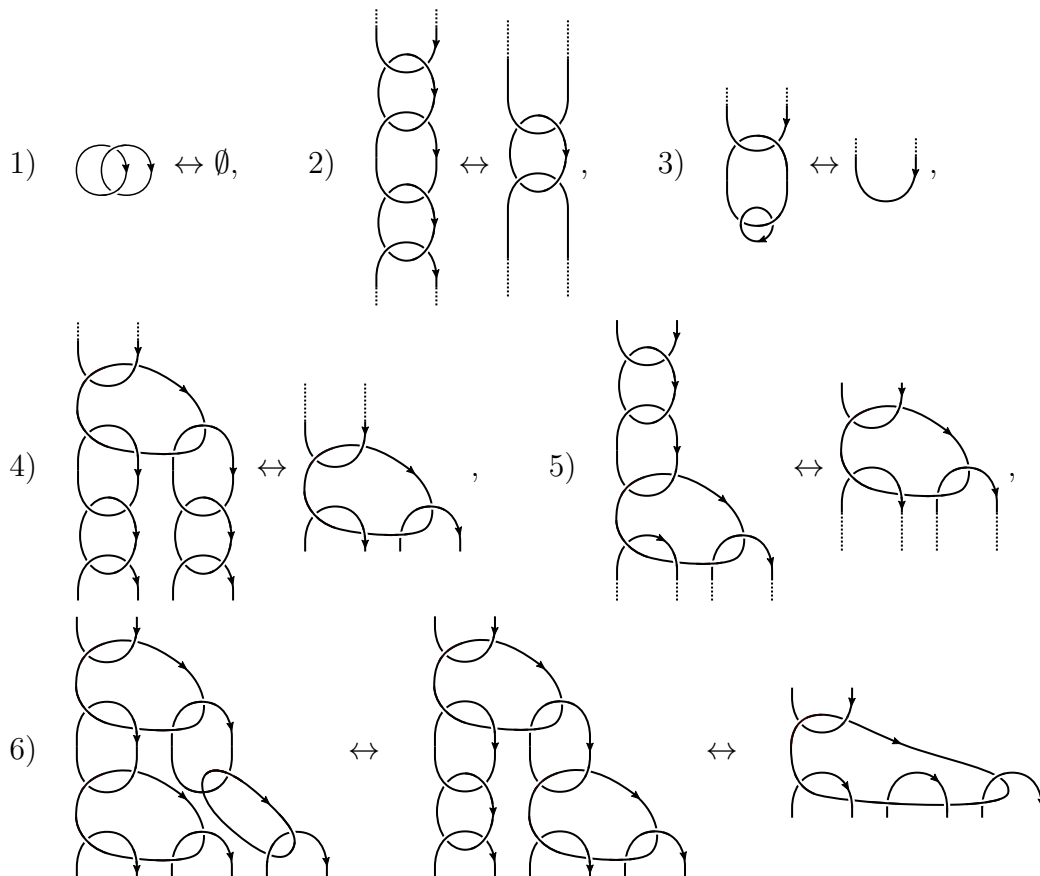 1) ↔ ∅, 2) ↔ , 3) ↔ ,
4) ↔ , 5) ↔ ,
6) ↔ ↔